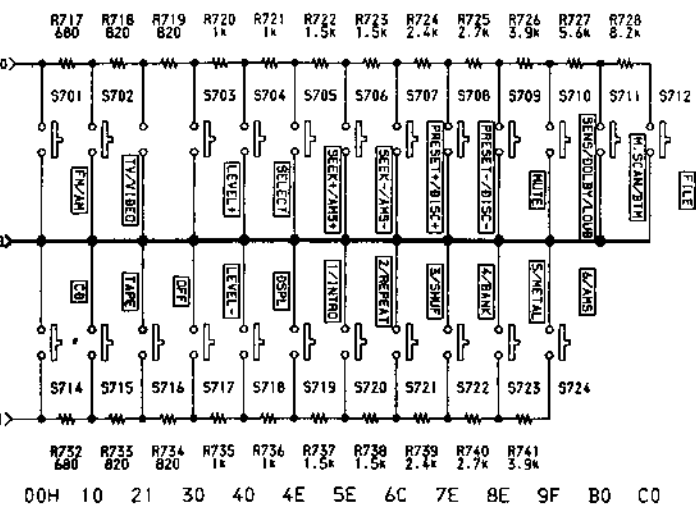 R717 R718 R719 R720 R721 R722 R723 R724 R725 R726 R727 R728
680 820 820 1k 1k 1.5k 1.5k 2.4k 2.7k 3.9k 5.6k 8.2k
S701 S702 S703 S704 S705 S706 S707 S708 S709 S710 S711 S712
FM/AM
TV/VIDEO
LEVEL+
SELECT
SEEK+/AMS+
SEEK-/AMS-
PRESET+/DISC+
PRESET-/DISC-
MUTE
SENS/DOLBY/LOUD
M.SCAN/BTM
FILE
CD
TAPE
OFF
LEVEL-
DSPL
1/INTRO
2/REPEAT
3/SHUF
4/BANK
5/METAL
6/AMS
S714 S715 S716 S717 S718 S719 S720 S721 S722 S723 S724
R732 R733 R734 R735 R736 R737 R738 R739 R740 R741
680 820 820 1k 1k 1.5k 1.5k 2.4k 2.7k 3.9k
00H 10 21 30 40 4E 5E 6C 7E 8E 9F B0 C0